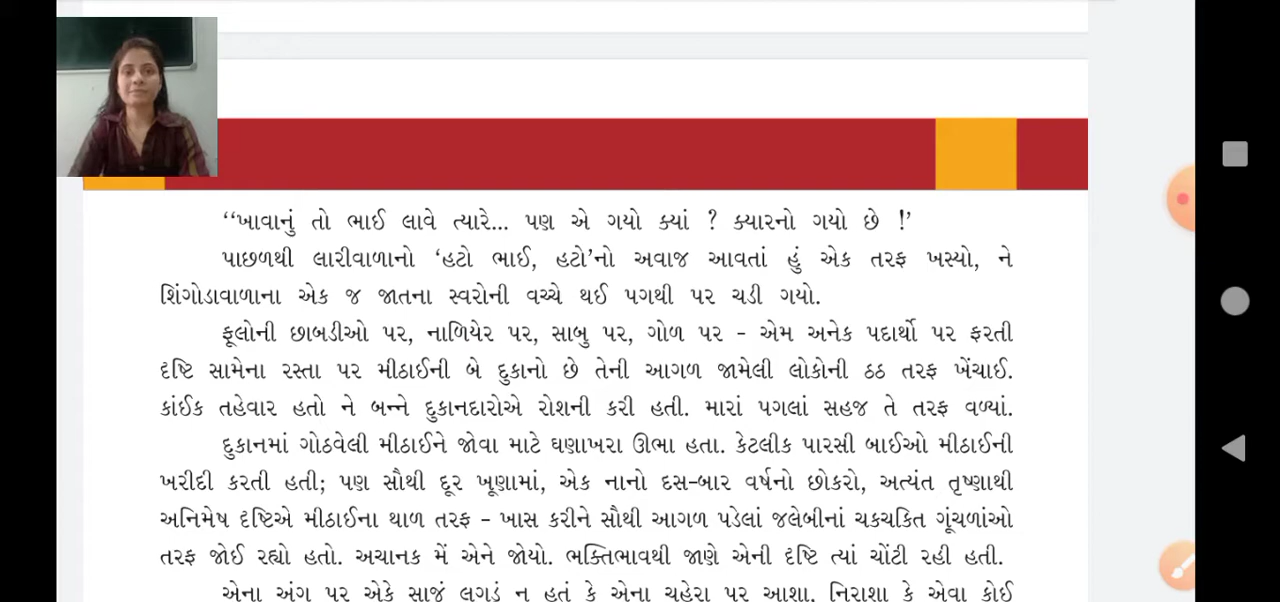 ‘‘ખાવાનું તો ભાઈ લાવે ત્યારે... પણ એ ગયો ક્યાં ? ક્યારનો ગયો છે !’
પાછળથી લારીવાળાનો ‘હટો ભાઈ, હટો’નો અવાજ આવતાં હું એક તરફ ખસ્યો, ને
શિંગોડાવાળાના એક જ જાતના સ્વરોની વચ્ચે થઈ પગથી પર ચડી ગયો.
ફૂલોની છાબડીઓ પર, નાળિયેર પર, સાબુ પર, ગોળ પર - એમ અનેક પદાર્થો પર ફરતી
દૃષ્ટિ સામેના રસ્તા પર મીઠાઈની બે દુકાનો છે તેની આગળ જામેલી લોકોની ઠઠ તરફ ખેંચાઈ.
કાંઈક તહેવાર હતો ને બન્ને દુકાનદારોએ રોશની કરી હતી. મારાં પગલાં સહજ તે તરફ વળ્યાં.
દુકાનમાં ગોઠવેલી મીઠાઈને જોવા માટે ઘણાખરા ઊભા હતા. કેટલીક પારસી બાઈઓ મીઠાઈની
ખરીદી કરતી હતી; પણ સૌથી દૂર ખૂણામાં, એક નાનો દસ-બાર વર્ષનો છોકરો, અત્યંત તૃષ્ણાથી
અનિમેષ દૃષ્ટિએ મીઠાઈના થાળ તરફ - ખાસ કરીને સૌથી આગળ પડેલાં જલેબીનાં ચકચકિત ગૂંચળાંઓ
તરફ જોઈ રહ્યો હતો. અચાનક મેં એને જોયો. ભક્તિભાવથી જાણે એની દૃષ્ટિ ત્યાં ચોંટી રહી હતી.
એના અંગ પર એકે સાજું લૂગડું ન હતું કે એના ચહેરા પર આશા, નિરાશા કે એવા કોઈ